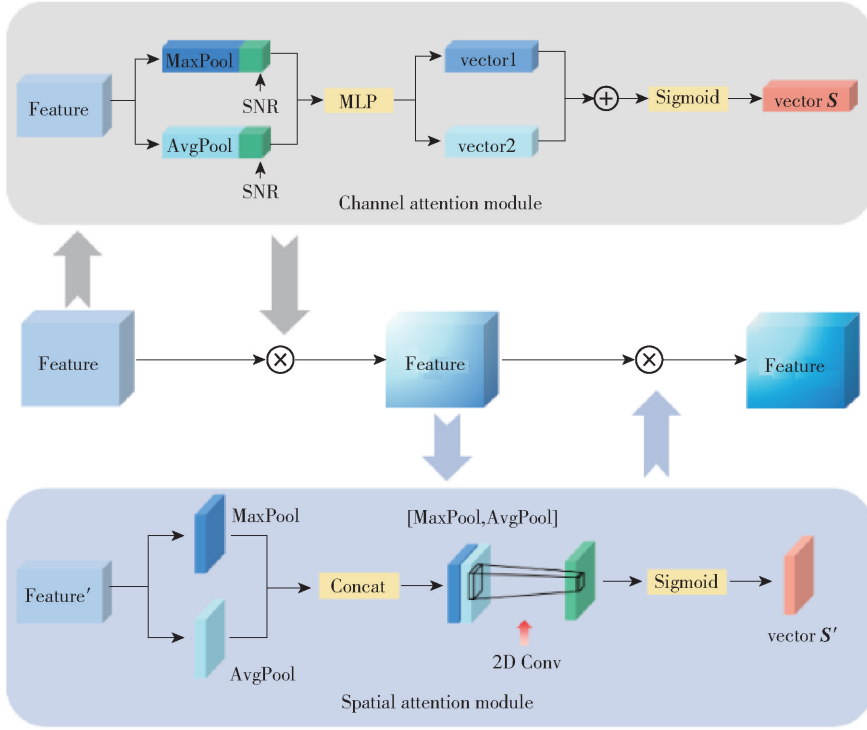 MaxPool
vector1
Feature
SNR
MLP
Sigmoid
vector S
AvgPool
vector2
SNR
Channel attention module
Feature
Feature
Feature
MaxPool
[MaxPool,AvgPool]
Feature′
Concat
Sigmoid
2D Conv
vector S′
AvgPool
Spatial attention module